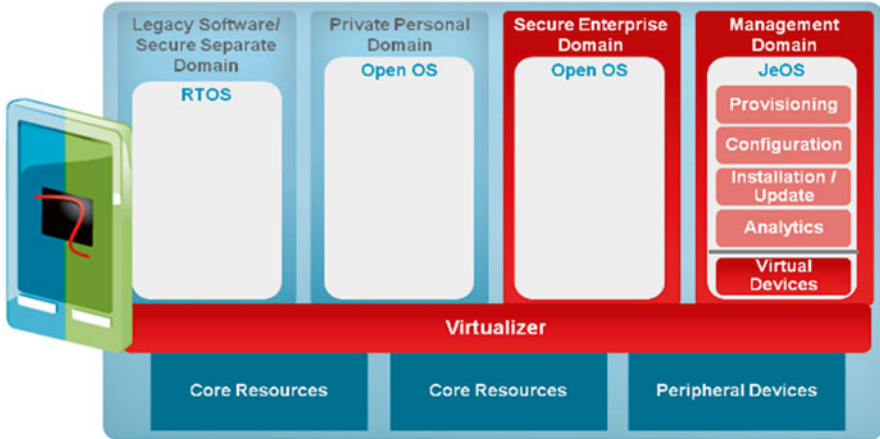 Legacy Software/
Secure Separate
Domain
RTOS
Private Personal
Domain
Open OS
Secure Enterprise
Domain
Open OS
Management
Domain
JeOS
Provisioning
Configuration
Installation /
Update
Analytics
Virtual
Devices
Virtualizer
Core Resources
Core Resources
Peripheral Devices